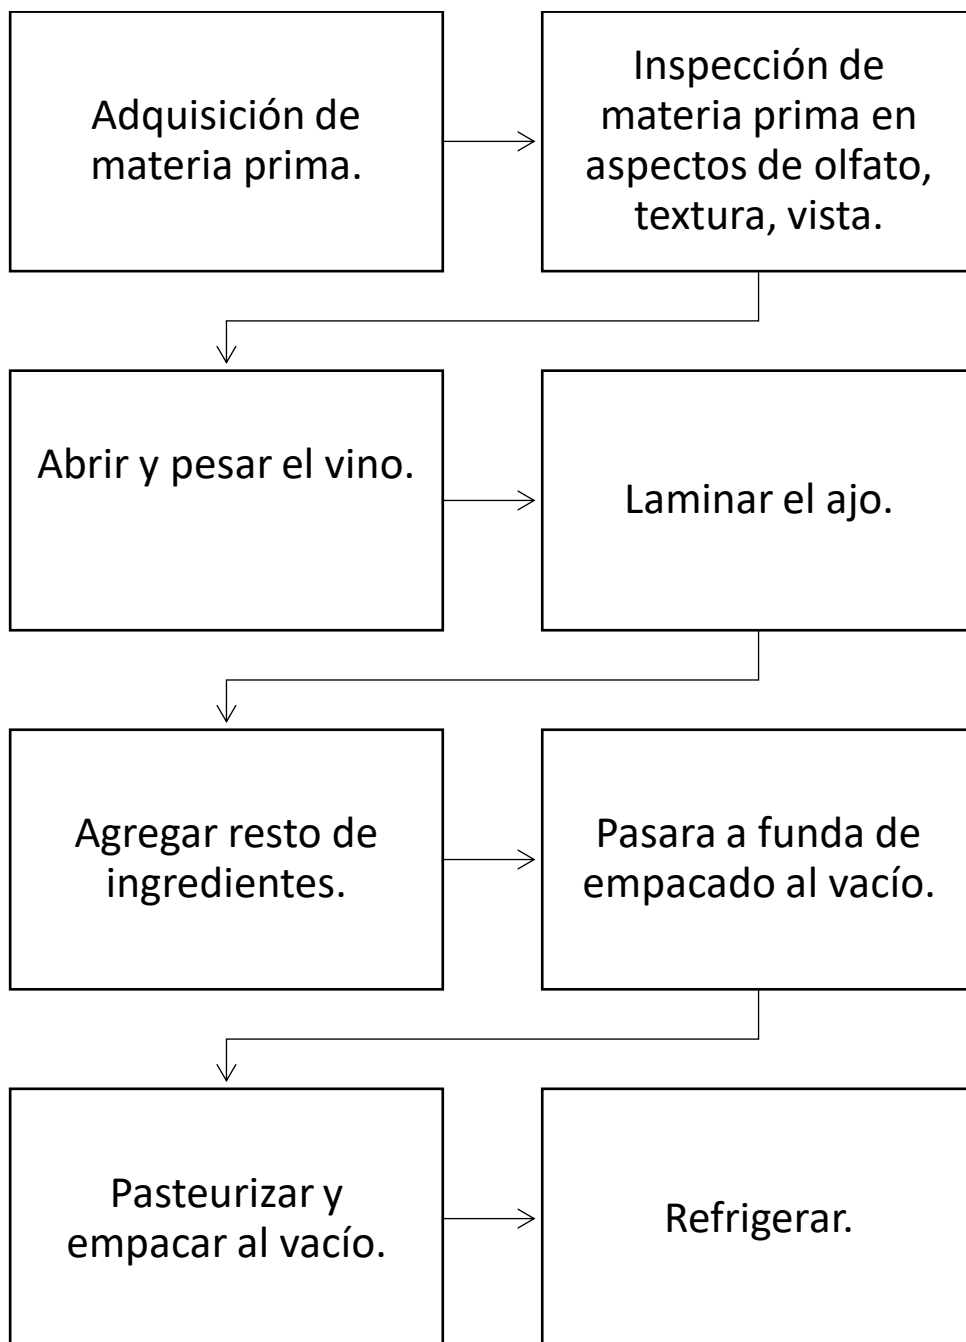 Adquisición de
materia prima.
Inspección de
materia prima en
aspectos de olfato,
textura, vista.
Abrir y pesar el vino.
Laminar el ajo.
Agregar resto de
ingredientes.
Pasara a funda de
empacado al vacío.
Pasteurizar y
empacar al vacío.
Refrigerar.